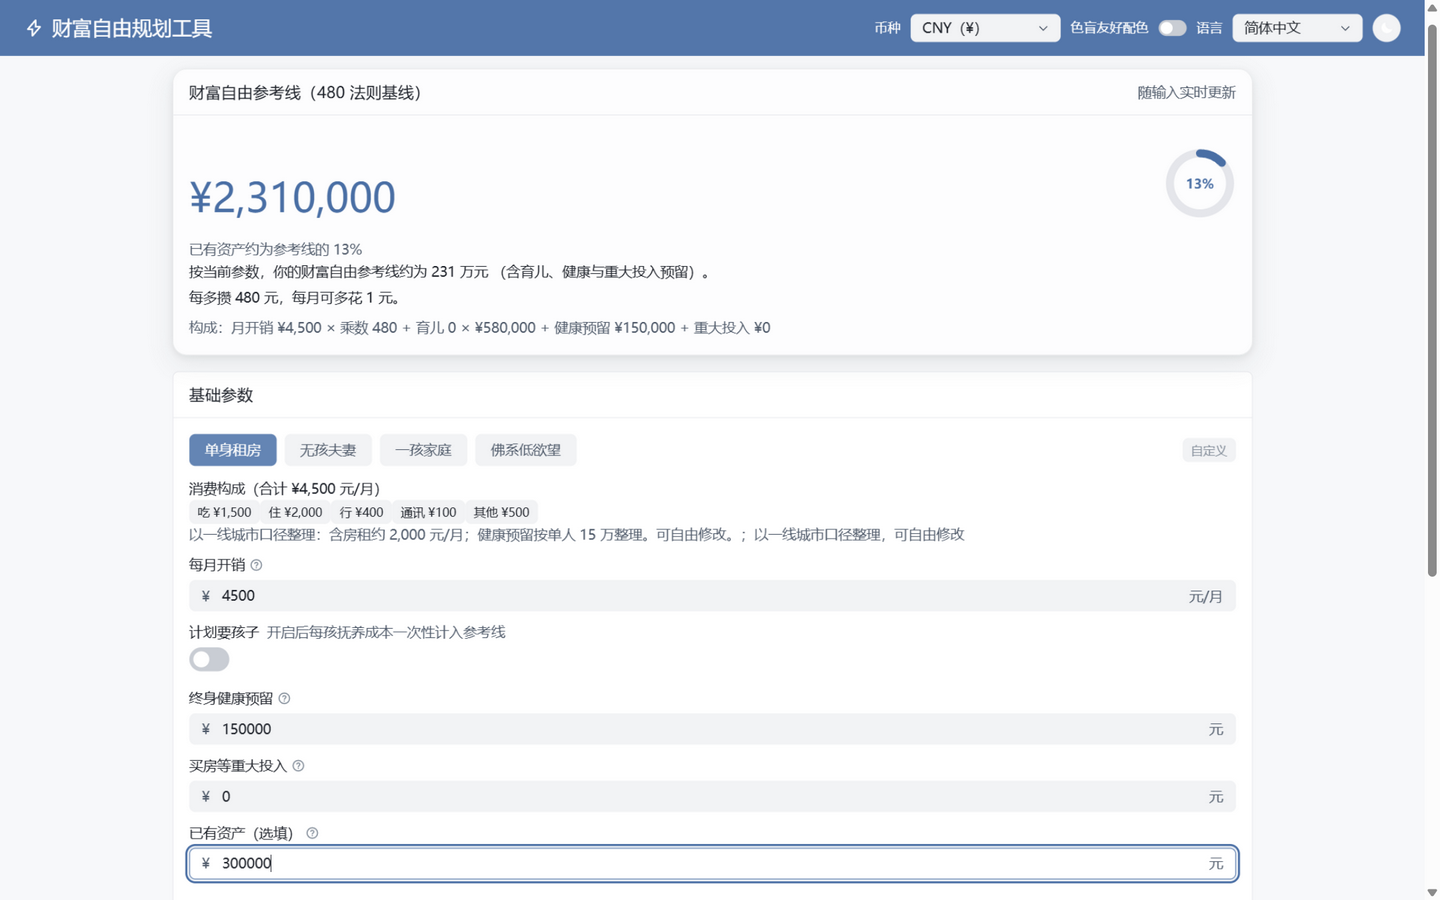 财富自由规划工具
币种 CNY (¥) 色盲友好配色 语言 简体中文
财富自由参考线（480 法则基线） 随输入实时更新
¥2,310,000
13%
已有资产约为参考线的 13%
按当前参数，你的财富自由参考线约为 231 万元 （含育儿、健康与重大投入预留）。
每多攒 480 元，每月可多花 1 元。
构成：月开销 ¥4,500 × 乘数 480 + 育儿 0 × ¥580,000 + 健康预留 ¥150,000 + 重大投入 ¥0
基础参数
单身租房 无孩夫妻 一孩家庭 佛系低欲望 自定义
消费构成（合计 ¥4,500 元/月）
吃 ¥1,500 住 ¥2,000 行 ¥400 通讯 ¥100 其他 ¥500
以一线城市口径整理：含房租约 2,000 元/月；健康预留按单人 15 万整理。可自由修改。；以一线城市口径整理，可自由修改
每月开销
¥ 4500 元/月
计划要孩子 开启后每孩抚养成本一次性计入参考线
终身健康预留
¥ 150000 元
买房等重大投入
¥ 0 元
已有资产（选填）
¥ 300000 元